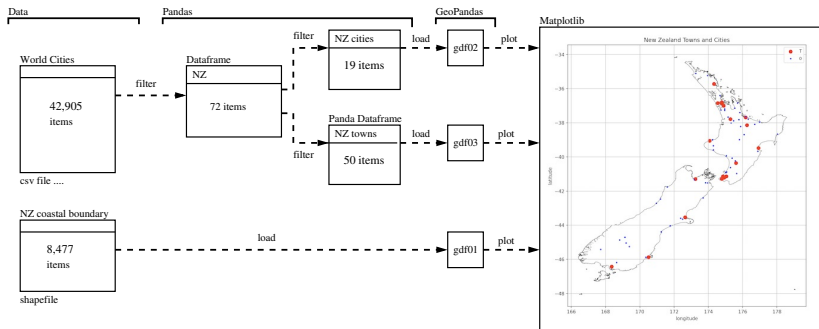 Data
Pandas
GeoPandas
Matplotlib
World Cities
42,905
items
csv file ....
filter
Dataframe
NZ
72 items
filter
filter
NZ cities
19 items
Panda Dataframe
NZ towns
50 items
load
gdf02
plot
load
gdf03
plot
NZ coastal boundary
8,477
items
shapefile
load
gdf01
plot
New Zealand Towns and Cities
T
latitude
−34
−36
−38
−40
−42
−44
−46
−48
166
168
170
172
174
176
178
longitude